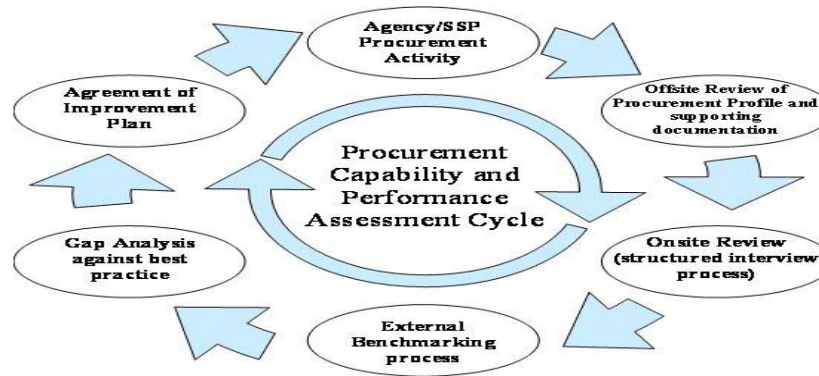 Agency/SSP
Procurement
Activity
Offsite Review of
Procurement Profile and
supporting
documentation
Onsite Review
(structured interview
process)
External
Benchmarking
process
Gap Analysis
against best
practice
Agreement of
Improvement
Plan
Procurement
Capability and
Performance
Assessment Cycle